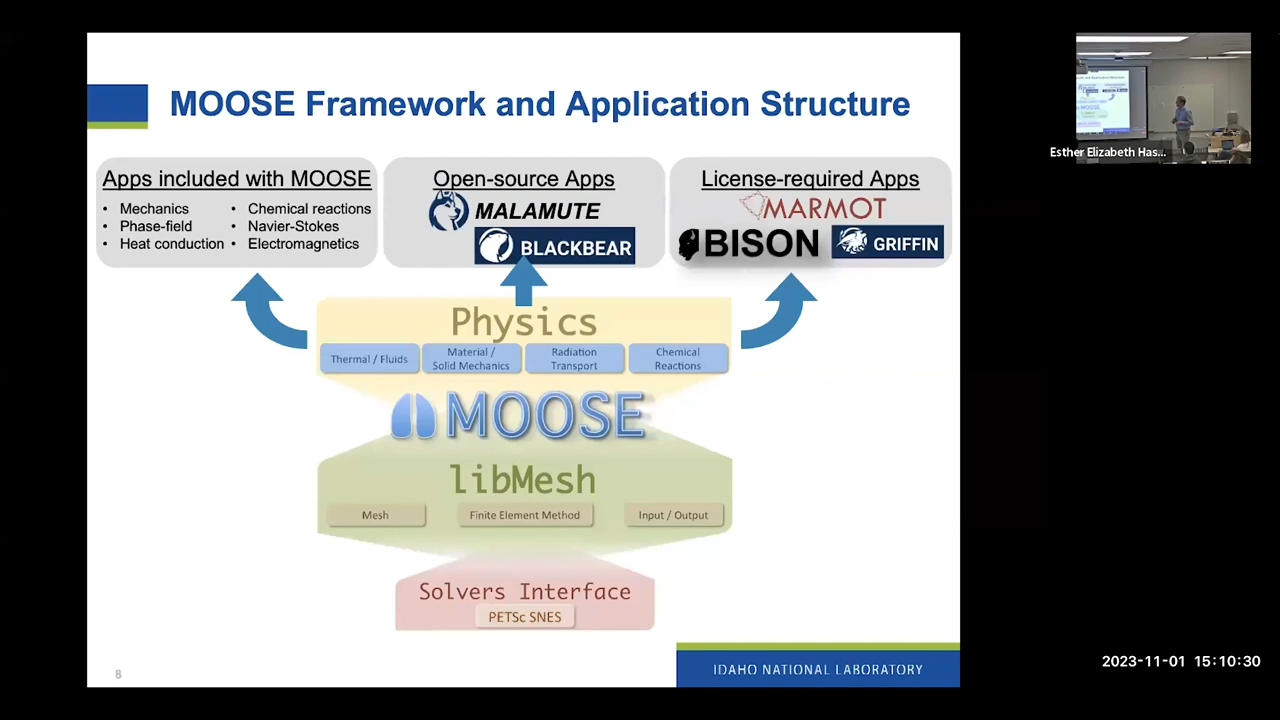 MOOSE Framework and Application Structure
Apps included with MOOSE
• Mechanics
• Phase-field
• Heat conduction
• Chemical reactions
• Navier-Stokes
• Electromagnetics
Open-source Apps
MALAMUTE
BLACKBEAR
License-required Apps
MARMOT
BISON
GRIFFIN
Physics
Thermal / Fluids
Material /
Solid Mechanics
Radiation
Transport
Chemical
Reactions
MOOSE
libMesh
Mesh
Finite Element Method
Input / Output
Solvers Interface
PETSc SNES
8
IDAHO NATIONAL LABORATORY
Esther Elizabeth Has...
2023-11-01 15:10:30